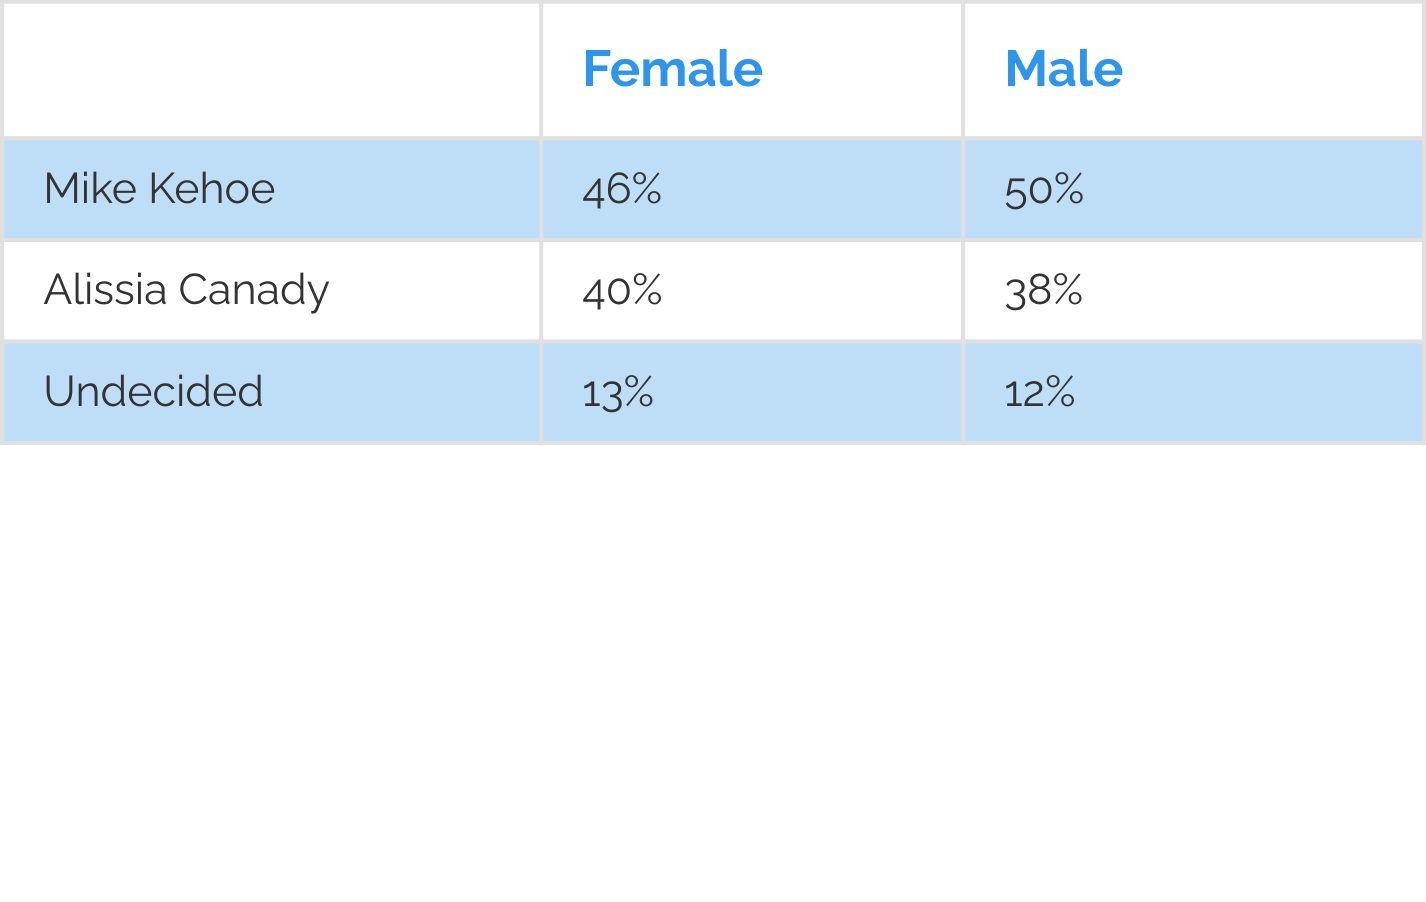 Female Male
Mike Kehoe 46% 50%
Alissia Canady 40% 38%
Undecided 13% 12%